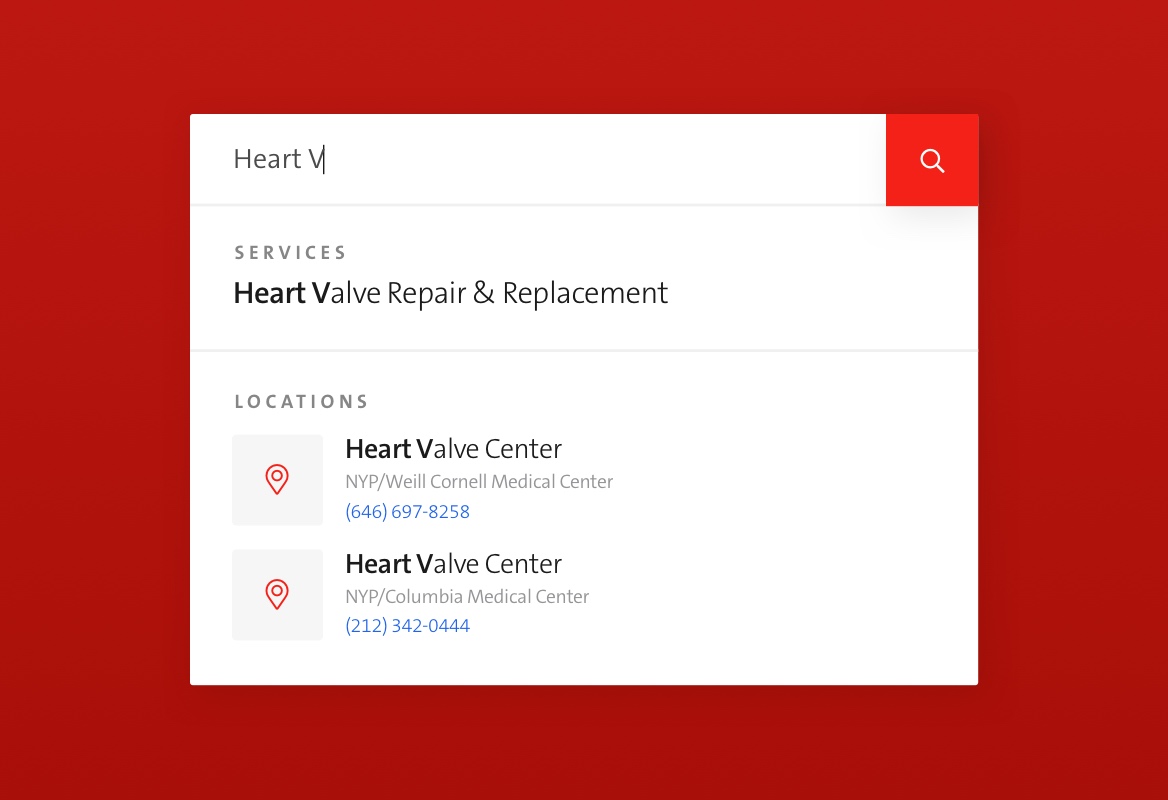 Heart V
SERVICES
Heart Valve Repair & Replacement
LOCATIONS
Heart Valve Center
NYP/Weill Cornell Medical Center
(646) 697-8258
Heart Valve Center
NYP/Columbia Medical Center
(212) 342-0444